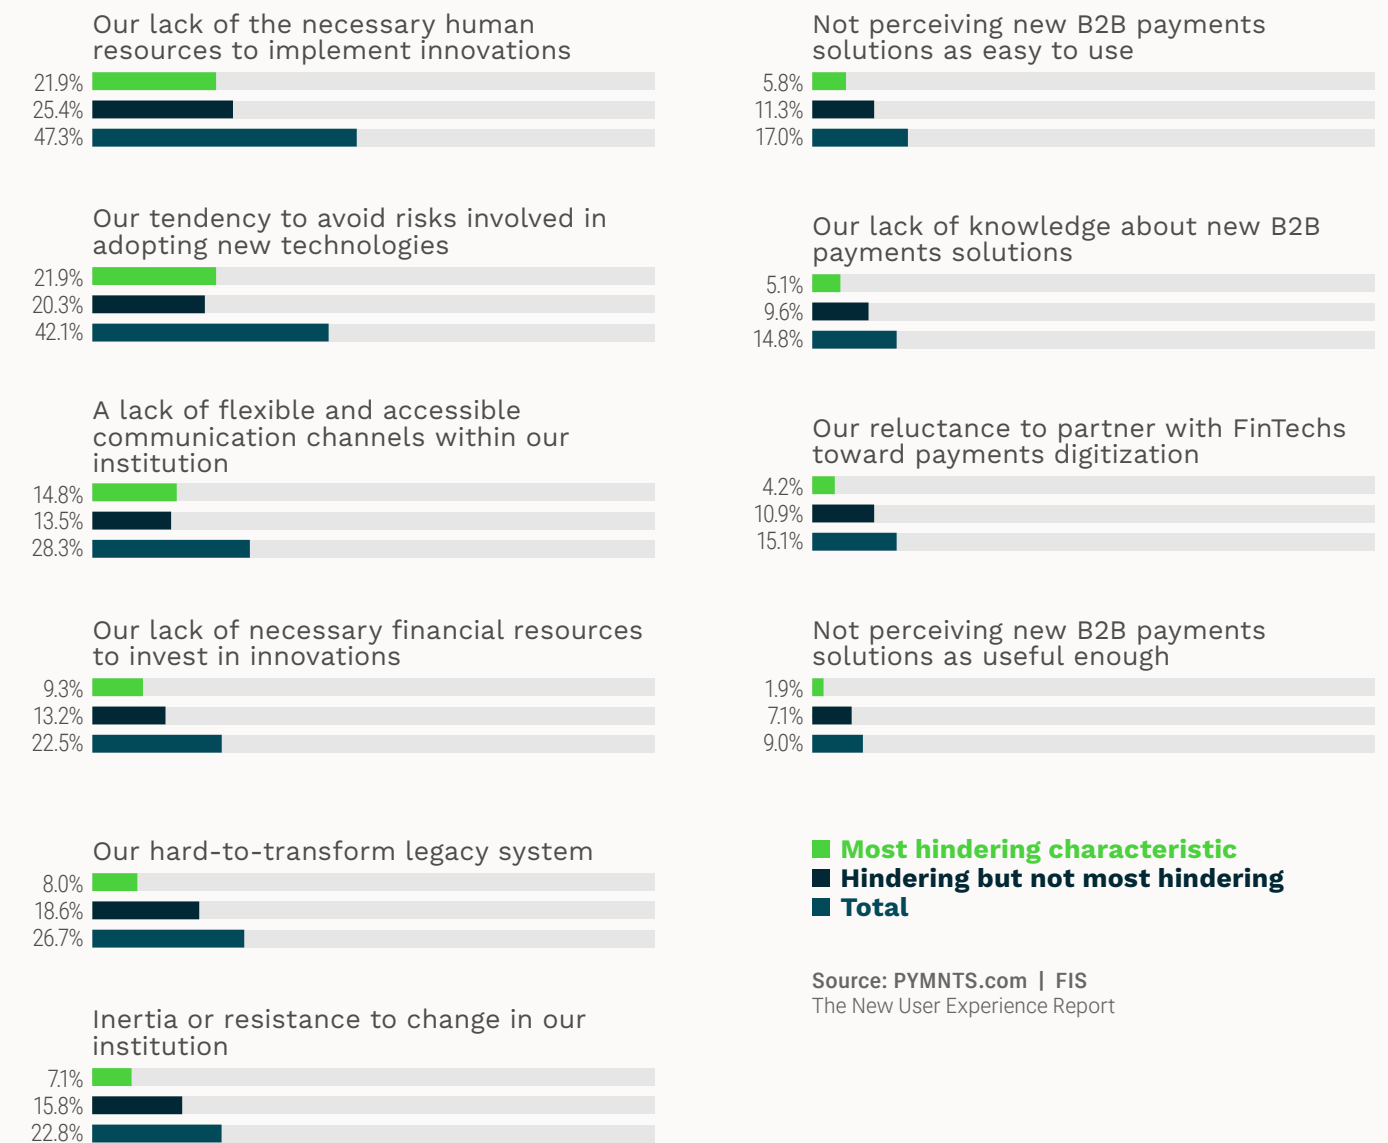 Our lack of the necessary human
resources to implement innovations
21.9%
25.4%
47.3%
Our tendency to avoid risks involved in
adopting new technologies
21.9%
20.3%
42.1%
A lack of flexible and accessible
communication channels within our
institution
14.8%
13.5%
28.3%
Our lack of necessary financial resources
to invest in innovations
9.3%
13.2%
22.5%
Our hard-to-transform legacy system
8.0%
18.6%
26.7%
Inertia or resistance to change in our
institution
7.1%
15.8%
22.8%
Not perceiving new B2B payments
solutions as easy to use
5.8%
11.3%
17.0%
Our lack of knowledge about new B2B
payments solutions
5.1%
9.6%
14.8%
Our reluctance to partner with FinTechs
toward payments digitization
4.2%
10.9%
15.1%
Not perceiving new B2B payments
solutions as useful enough
1.9%
7.1%
9.0%
Most hindering characteristic
Hindering but not most hindering
Total
Source: PYMNTS.com | FIS
The New User Experience Report